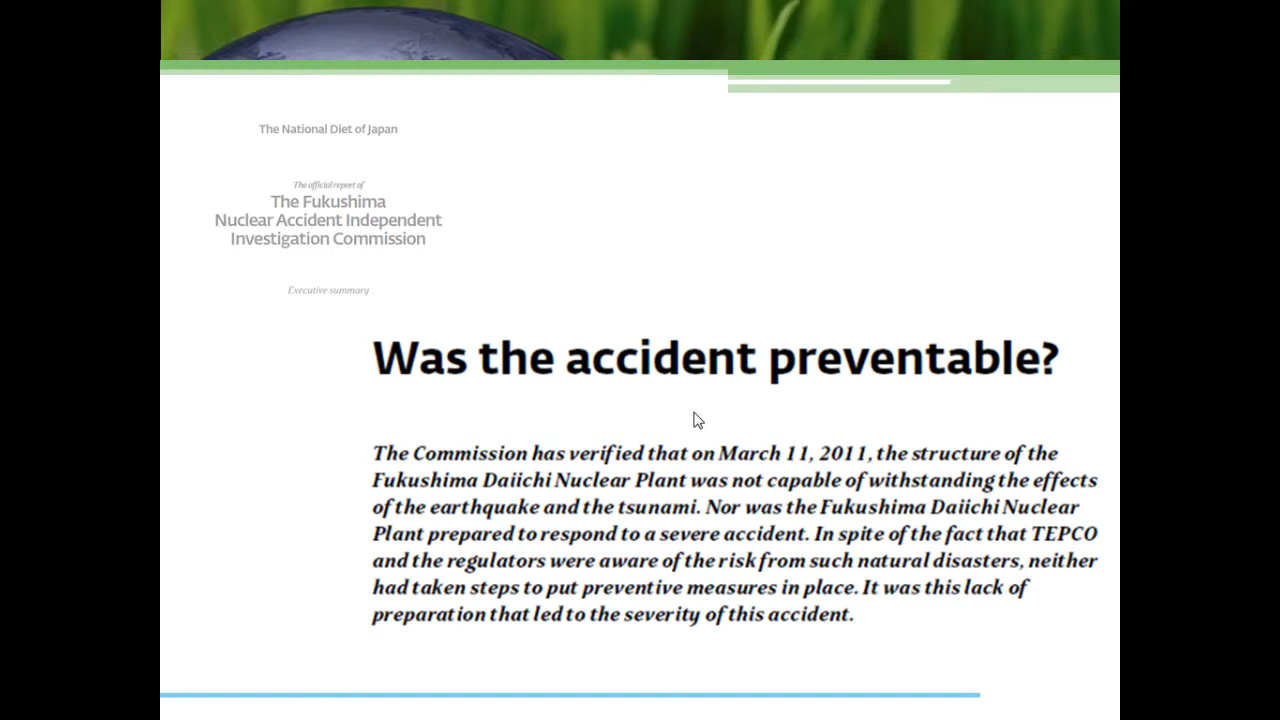 The National Diet of Japan
The official report of
The Fukushima
Nuclear Accident Independent
Investigation Commission
Executive summary
Was the accident preventable?
The Commission has verified that on March 11, 2011, the structure of the
Fukushima Daiichi Nuclear Plant was not capable of withstanding the effects
of the earthquake and the tsunami. Nor was the Fukushima Daiichi Nuclear
Plant prepared to respond to a severe accident. In spite of the fact that TEPCO
and the regulators were aware of the risk from such natural disasters, neither
had taken steps to put preventive measures in place. It was this lack of
preparation that led to the severity of this accident.